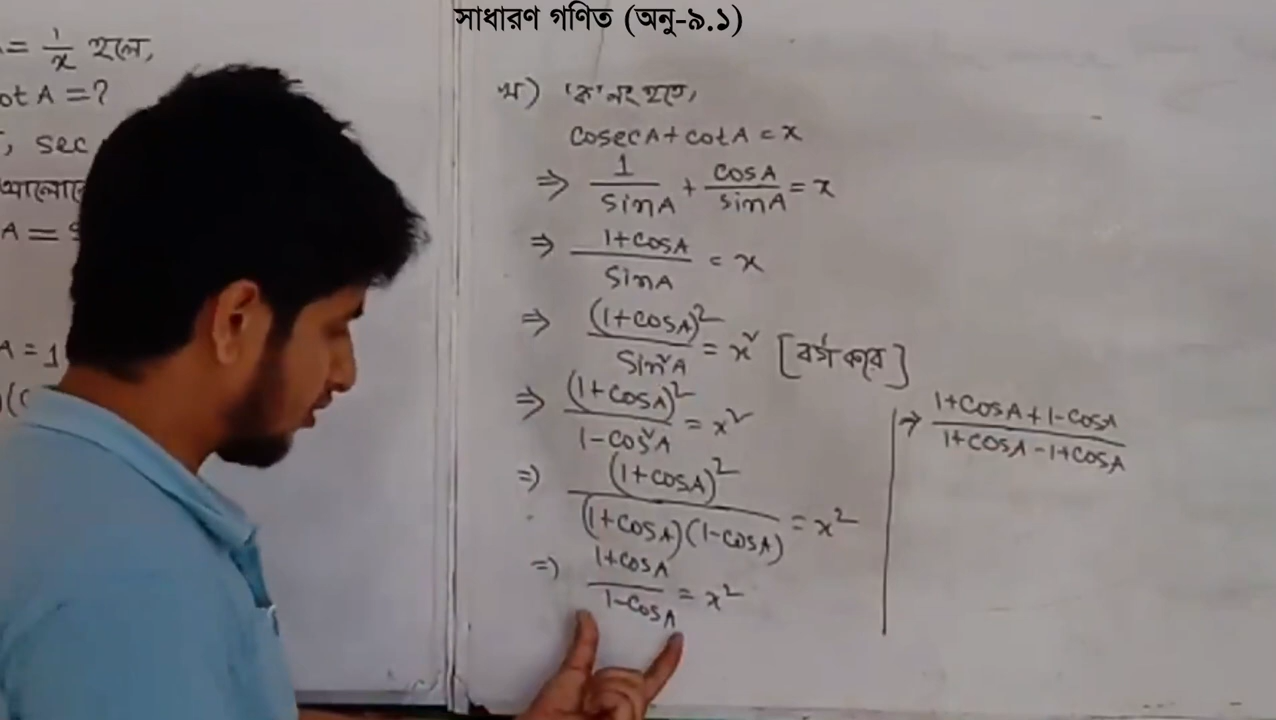 সাধারণ গণিত (অনু-৯.১)
= 1/x হলে,
ot A = ?
, sec
A =
A = 1
খ) 'ক' নং হতে,
cosecA + cotA = x
⇒ 1/sinA + cosA/sinA = x
⇒ 1+cosA/sinA = x
⇒ (1+cosA)²/sin²A = x² [বর্গ করে]
⇒ (1+cosA)²/1-cos²A = x²
⇒ (1+cosA)²/(1+cosA)(1-cosA) = x²
⇒ 1+cosA/1-cosA = x²
⇒ 1+cosA+1-cosA/1+cosA-1+cosA